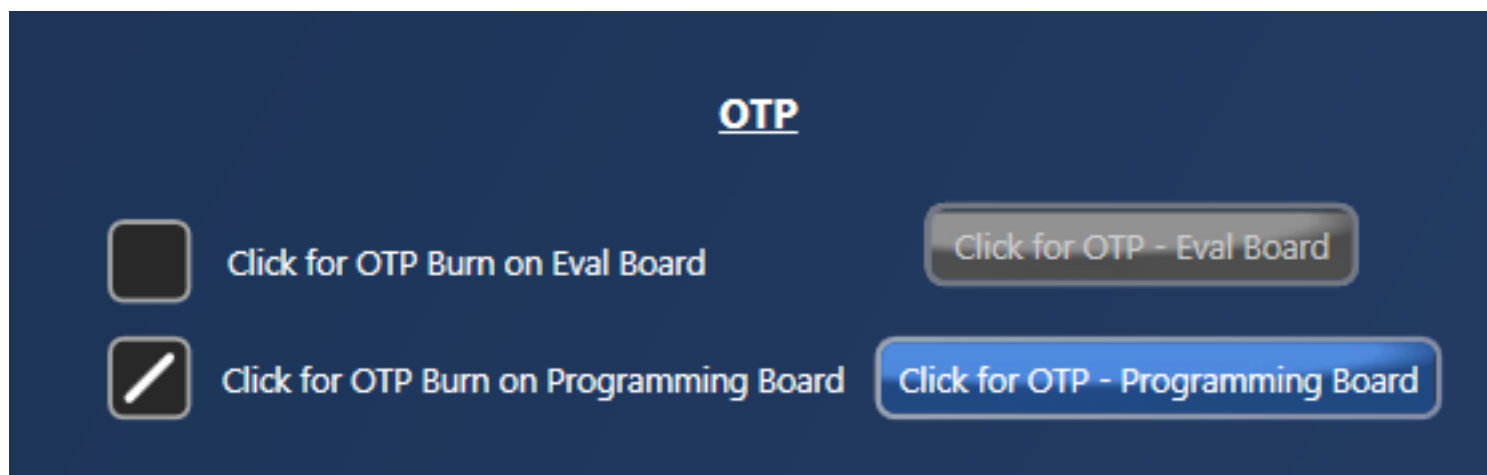 OTP
Click for OTP Burn on Eval Board
Click for OTP - Eval Board
Click for OTP Burn on Programming Board
Click for OTP - Programming Board